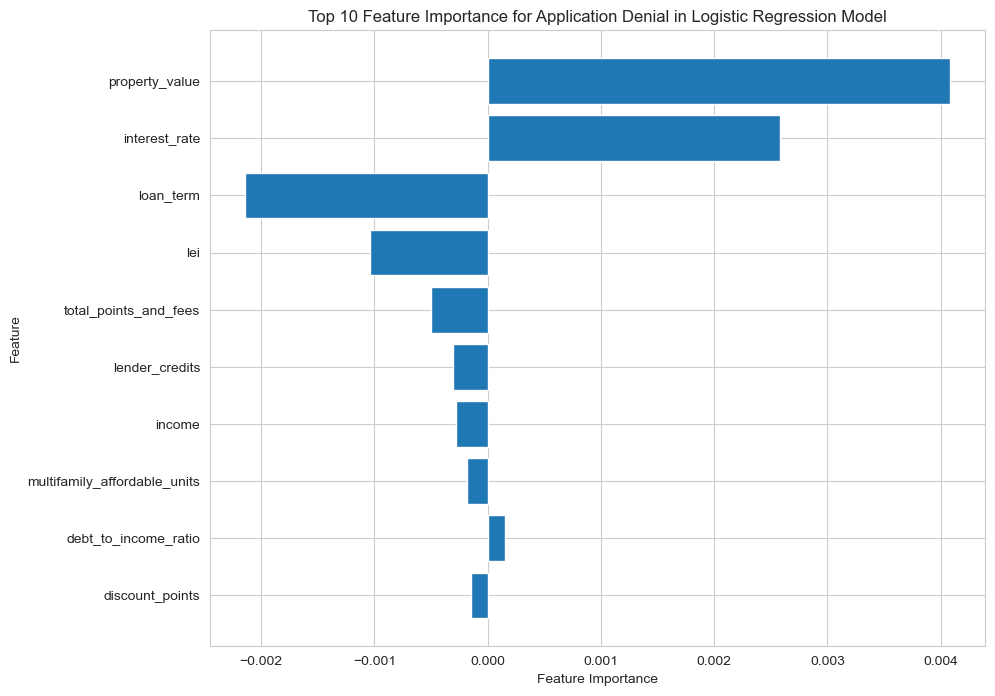 Top 10 Feature Importance for Application Denial in Logistic Regression Model
Feature
property_value
interest_rate
loan_term
lei
total_points_and_fees
lender_credits
income
multifamily_affordable_units
debt_to_income_ratio
discount_points
−0.002 −0.001 0.000 0.001 0.002 0.003 0.004
Feature Importance